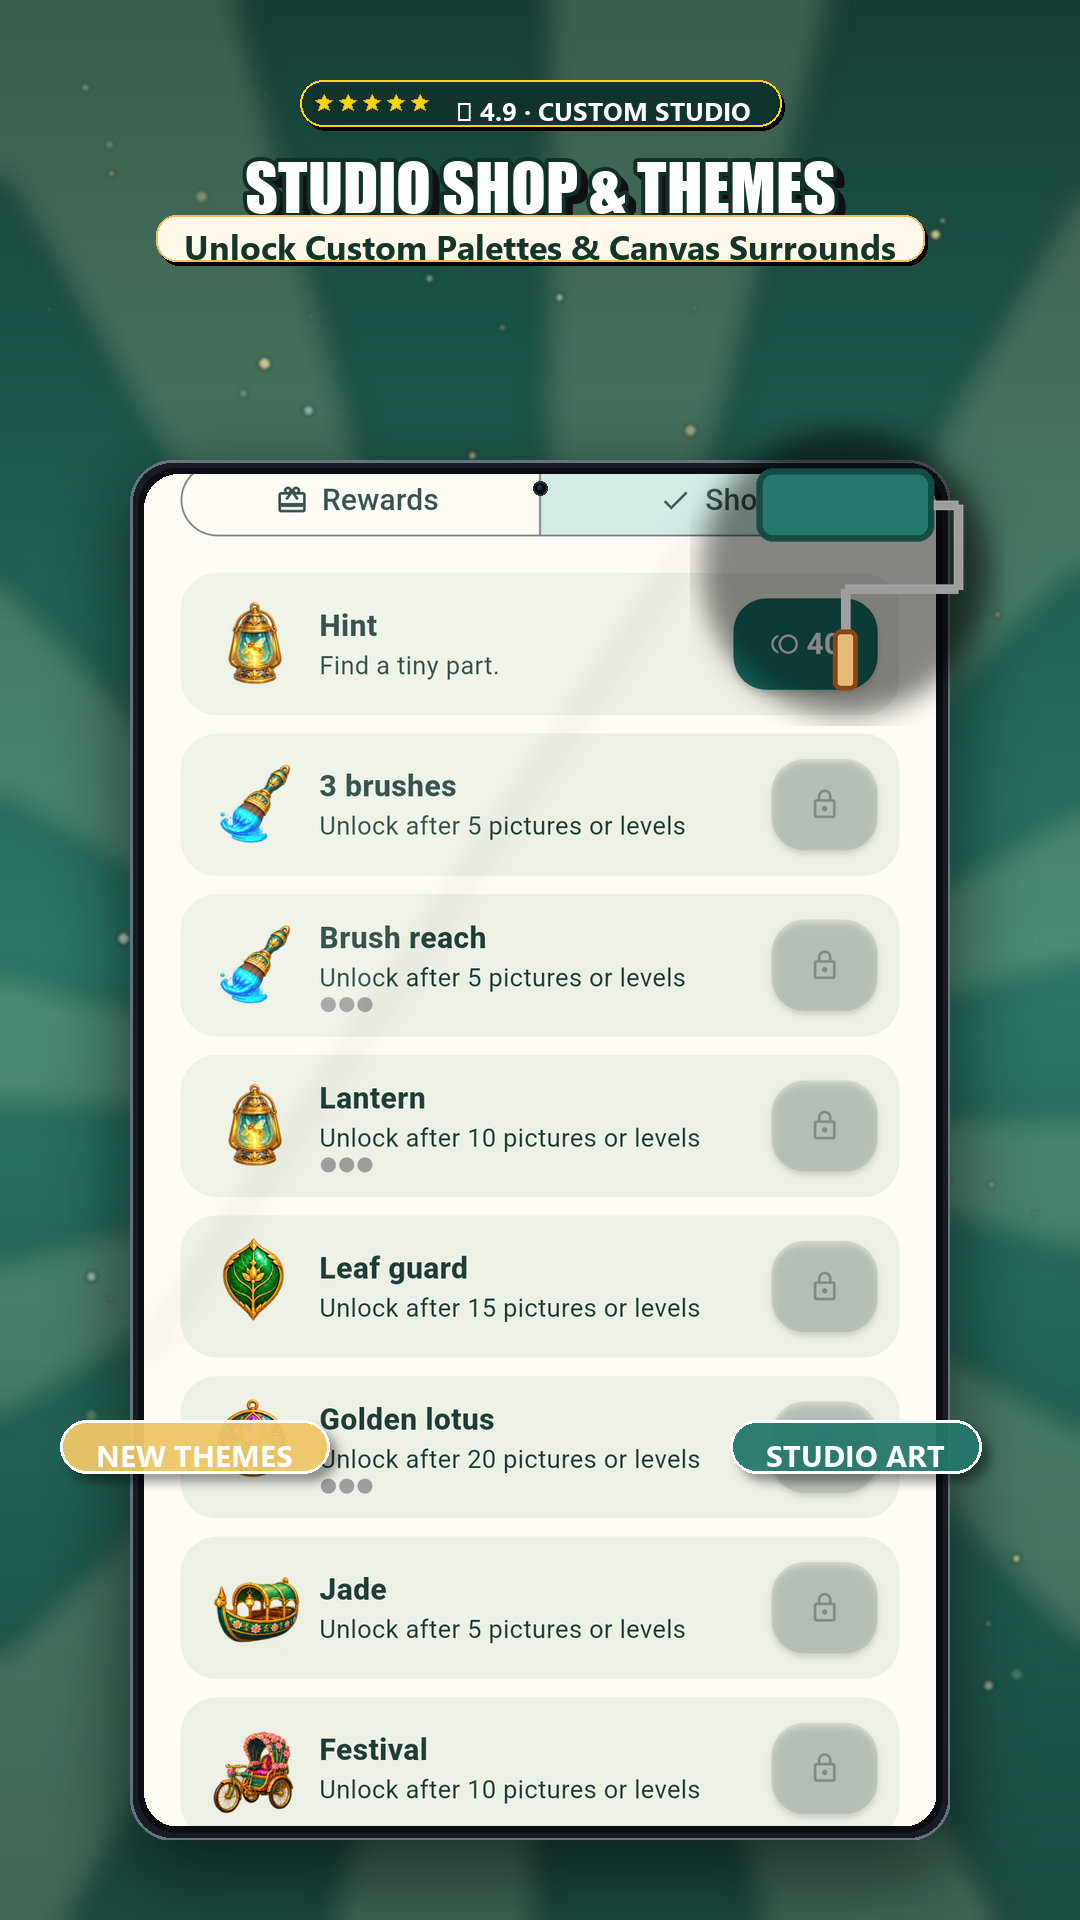 4.9 · CUSTOM STUDIO
STUDIO SHOP & THEMES
Unlock Custom Palettes & Canvas Surrounds
Rewards
Sho
Hint
Find a tiny part.
40
3 brushes
Unlock after 5 pictures or levels
Brush reach
Unlock after 5 pictures or levels
Lantern
Unlock after 10 pictures or levels
Leaf guard
Unlock after 15 pictures or levels
Golden lotus
Unlock after 20 pictures or levels
NEW THEMES
STUDIO ART
Jade
Unlock after 5 pictures or levels
Festival
Unlock after 10 pictures or levels